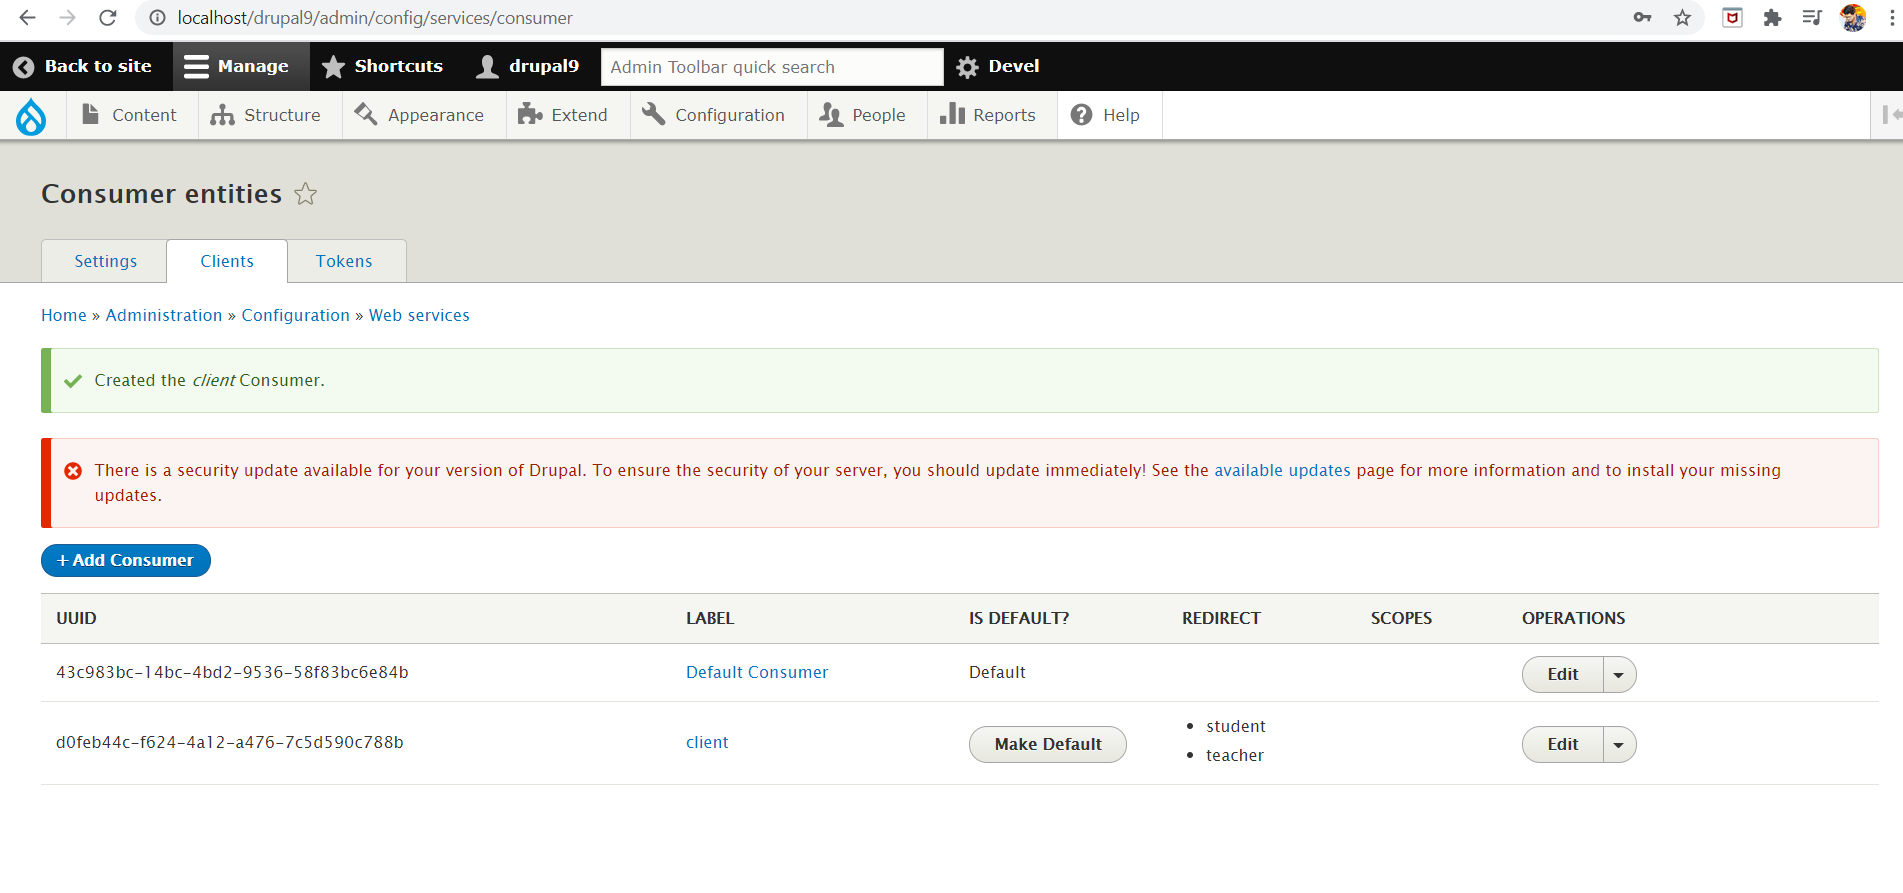 localhost/drupal9/admin/config/services/consumer
Back to site Manage Shortcuts drupal9 Admin Toolbar quick search Devel
Content Structure Appearance Extend Configuration People Reports Help
Consumer entities
Settings Clients Tokens
Home » Administration » Configuration » Web services
Created the client Consumer.
There is a security update available for your version of Drupal. To ensure the security of your server, you should update immediately! See the available updates page for more information and to install your missing
updates.
+ Add Consumer
UUID LABEL IS DEFAULT? REDIRECT SCOPES OPERATIONS
43c983bc-14bc-4bd2-9536-58f83bc6e84b Default Consumer Default Edit
d0feb44c-f624-4a12-a476-7c5d590c788b client Make Default • student Edit
• teacher